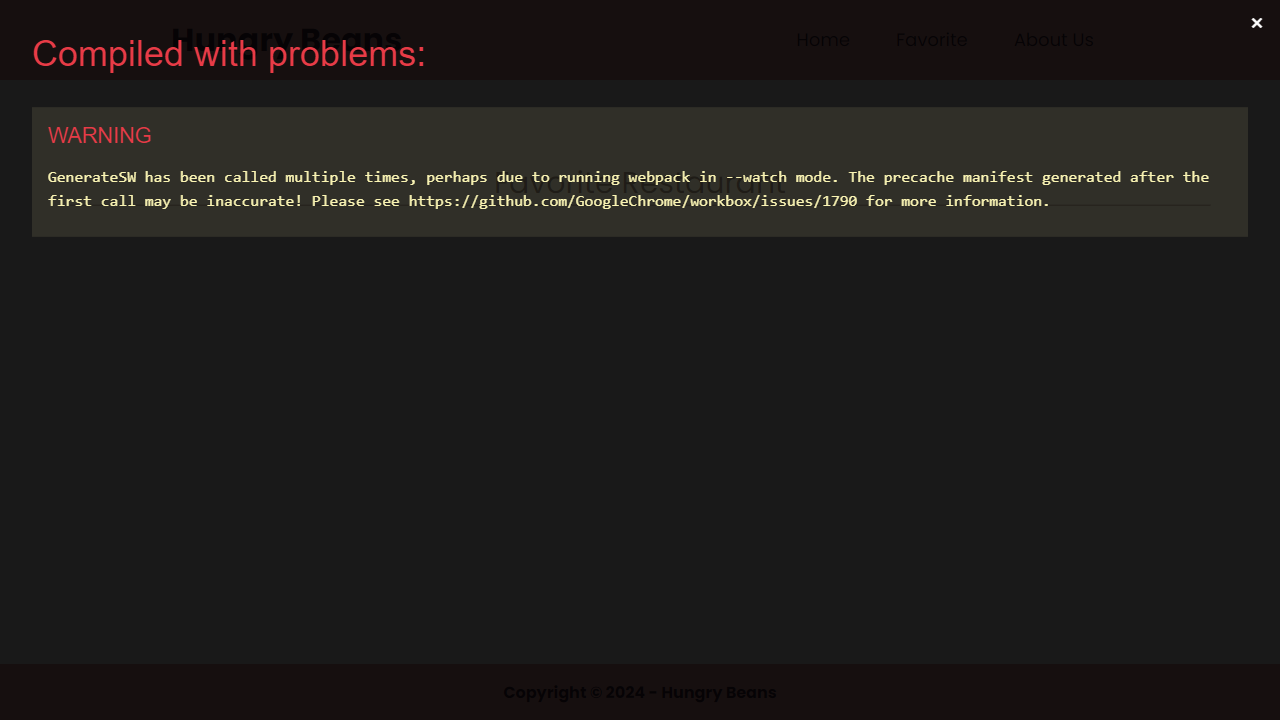 Hungry Beans
Home Favorite About Us
Compiled with problems:
×
WARNING
GenerateSW has been called multiple times, perhaps due to running webpack in --watch mode. The precache manifest generated after the
first call may be inaccurate! Please see https://github.com/GoogleChrome/workbox/issues/1790 for more information.
Favorite Restaurant
Copyright © 2024 - Hungry Beans